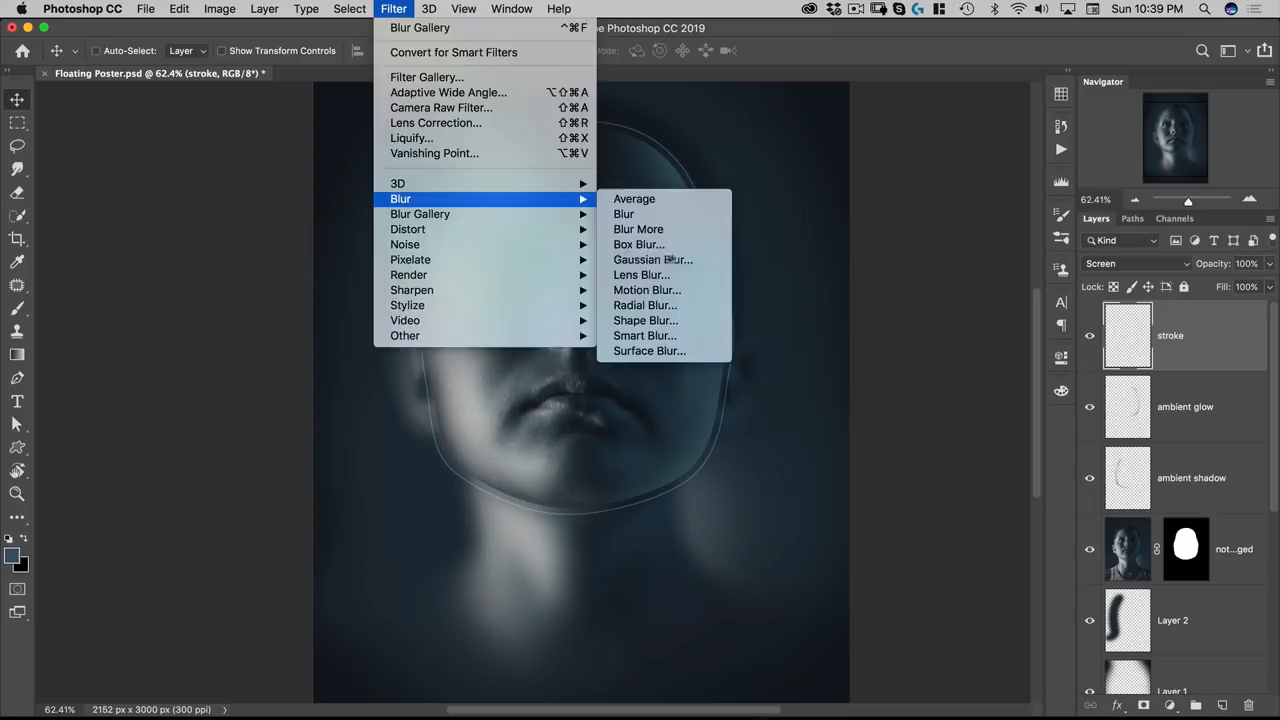 Photoshop CC File Edit Image Layer Type Select Filter 3D View Window Help Sun 10:39 PM
Photoshop CC 2019
Auto-Select: Layer Show Transform Controls
Floating Poster.psd @ 62.4% (stroke, RGB/8*) *
Blur Gallery ^⌘F
Convert for Smart Filters
Filter Gallery...
Adaptive Wide Angle... ⌥⇧⌘A
Camera Raw Filter... ⇧⌘A
Lens Correction... ⇧⌘R
Liquify... ⇧⌘X
Vanishing Point... ⌥⌘V
3D
Blur
Blur Gallery
Distort
Noise
Pixelate
Render
Sharpen
Stylize
Video
Other
Average
Blur
Blur More
Box Blur...
Gaussian Blur...
Lens Blur...
Motion Blur...
Radial Blur...
Shape Blur...
Smart Blur...
Surface Blur...
Navigator
62.41%
Layers Paths Channels
Kind
Screen Opacity: 100%
Lock: Fill: 100%
stroke
ambient glow
ambient shadow
not...ged
Layer 2
Layer 1
62.41% 2152 px x 3000 px (300 ppi)